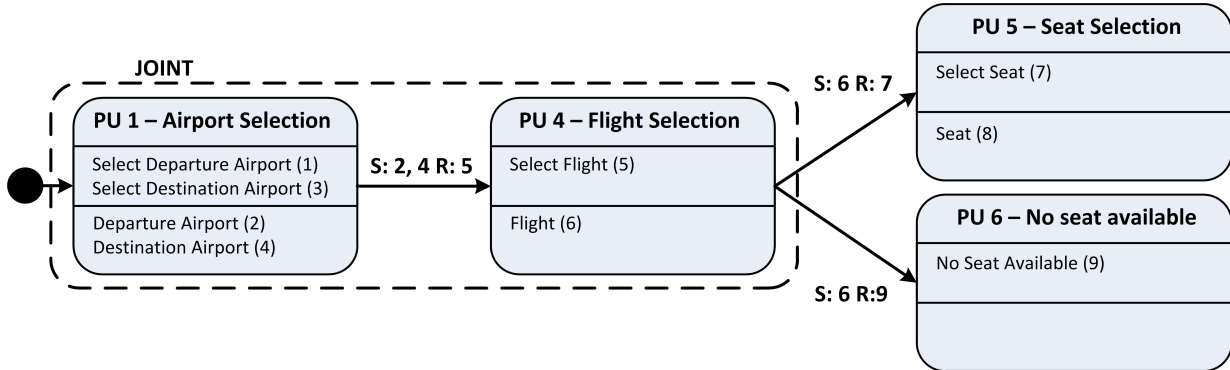 JOINT
PU 1 – Airport Selection
Select Departure Airport (1)
Select Destination Airport (3)
Departure Airport (2)
Destination Airport (4)
S: 2, 4 R: 5
PU 4 – Flight Selection
Select Flight (5)
Flight (6)
S: 6 R: 7
PU 5 – Seat Selection
Select Seat (7)
Seat (8)
S: 6 R:9
PU 6 – No seat available
No Seat Available (9)